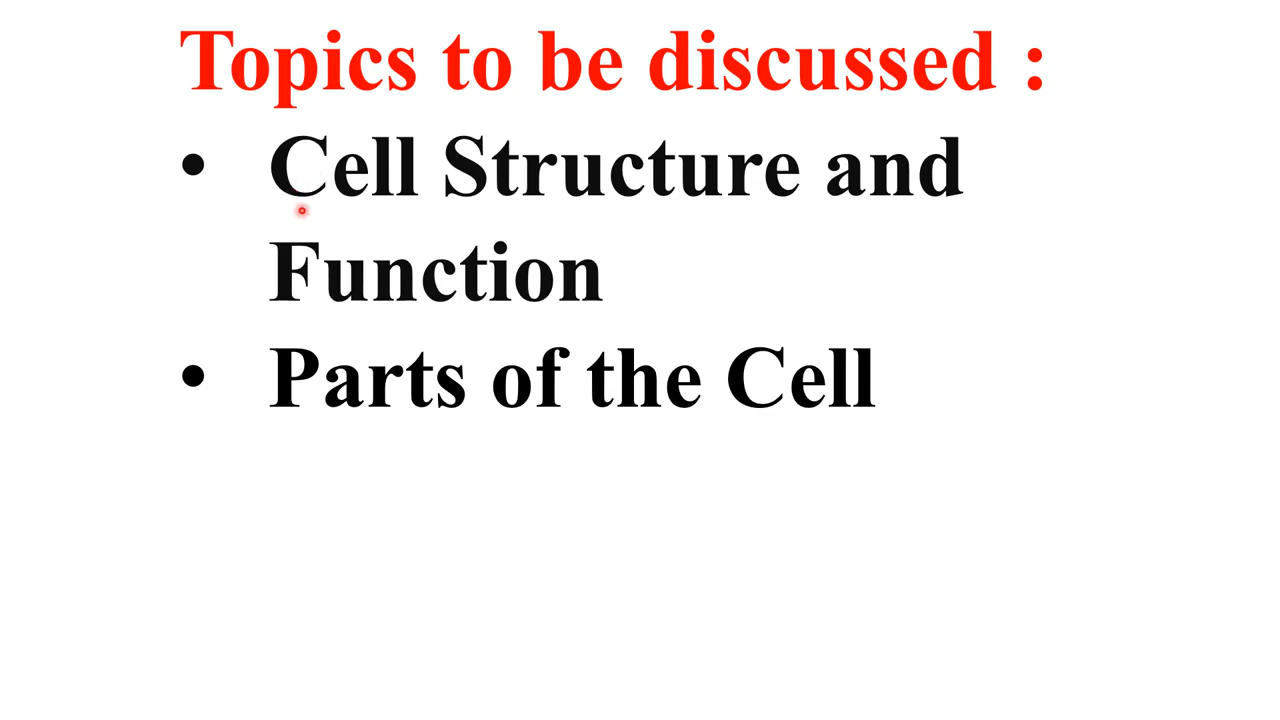 Topics to be discussed :
• Cell Structure and
Function
• Parts of the Cell